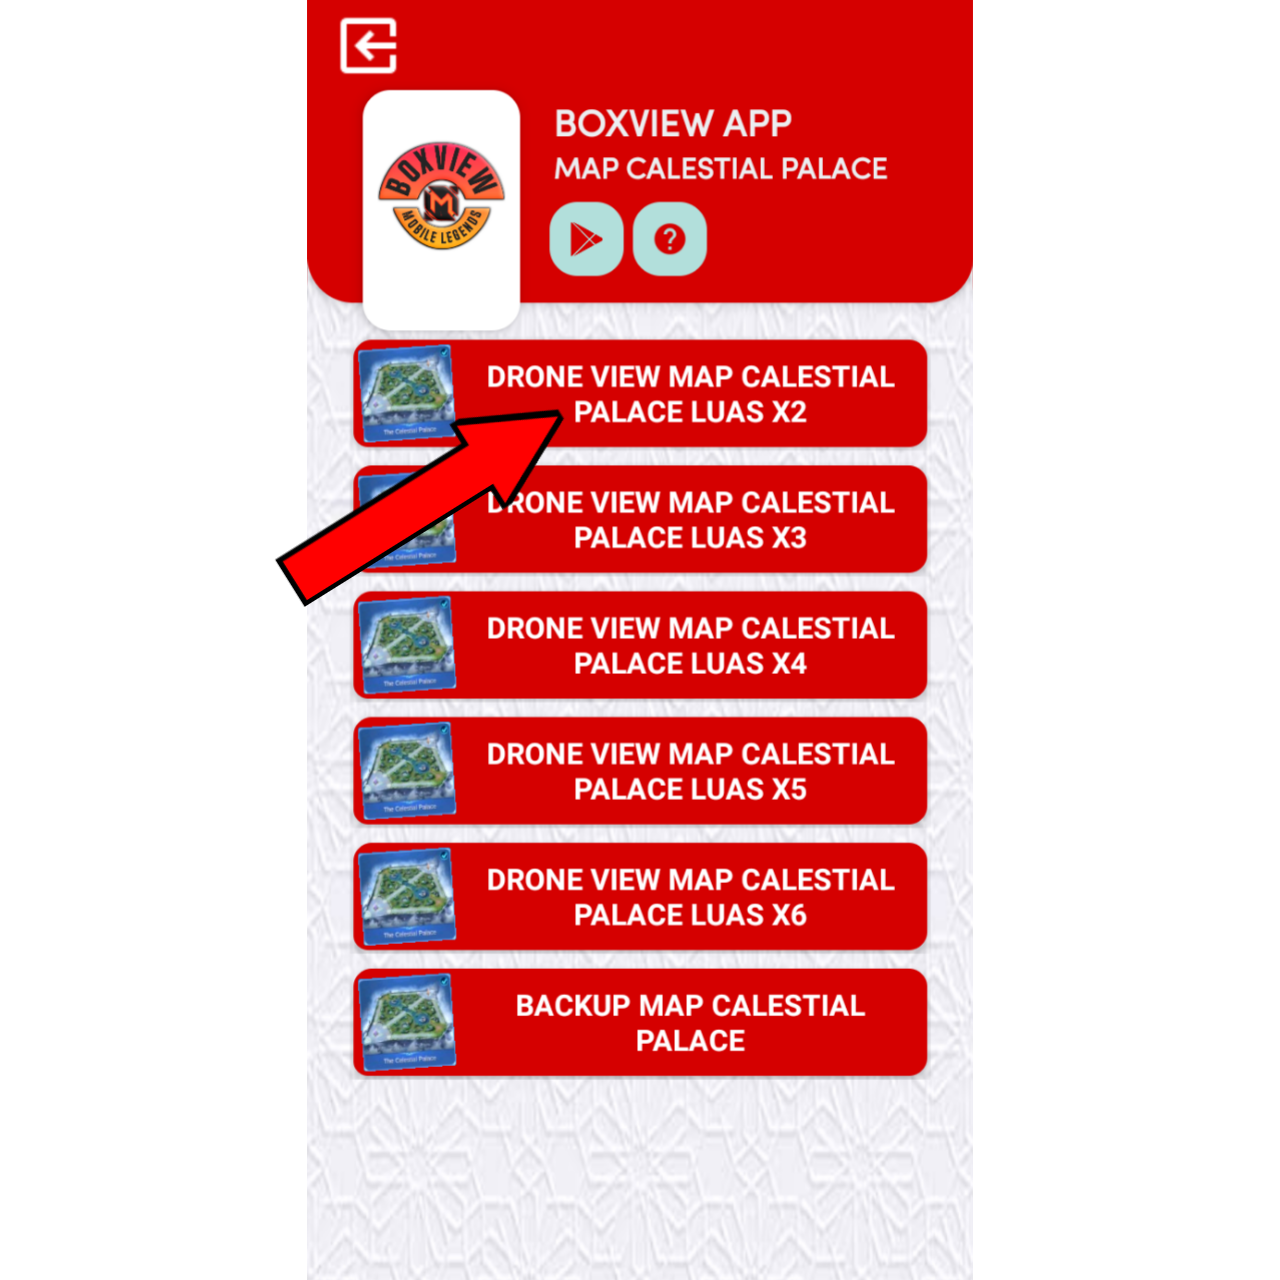 BOXVIEW APP
MAP CALESTIAL PALACE
BOXVIEW
M
MOBILE LEGENDS
DRONE VIEW MAP CALESTIAL
PALACE LUAS X2
The Celestial Palace
DRONE VIEW MAP CALESTIAL
PALACE LUAS X3
The Celestial Palace
DRONE VIEW MAP CALESTIAL
PALACE LUAS X4
The Celestial Palace
DRONE VIEW MAP CALESTIAL
PALACE LUAS X5
The Celestial Palace
DRONE VIEW MAP CALESTIAL
PALACE LUAS X6
The Celestial Palace
BACKUP MAP CALESTIAL
PALACE
The Celestial Palace